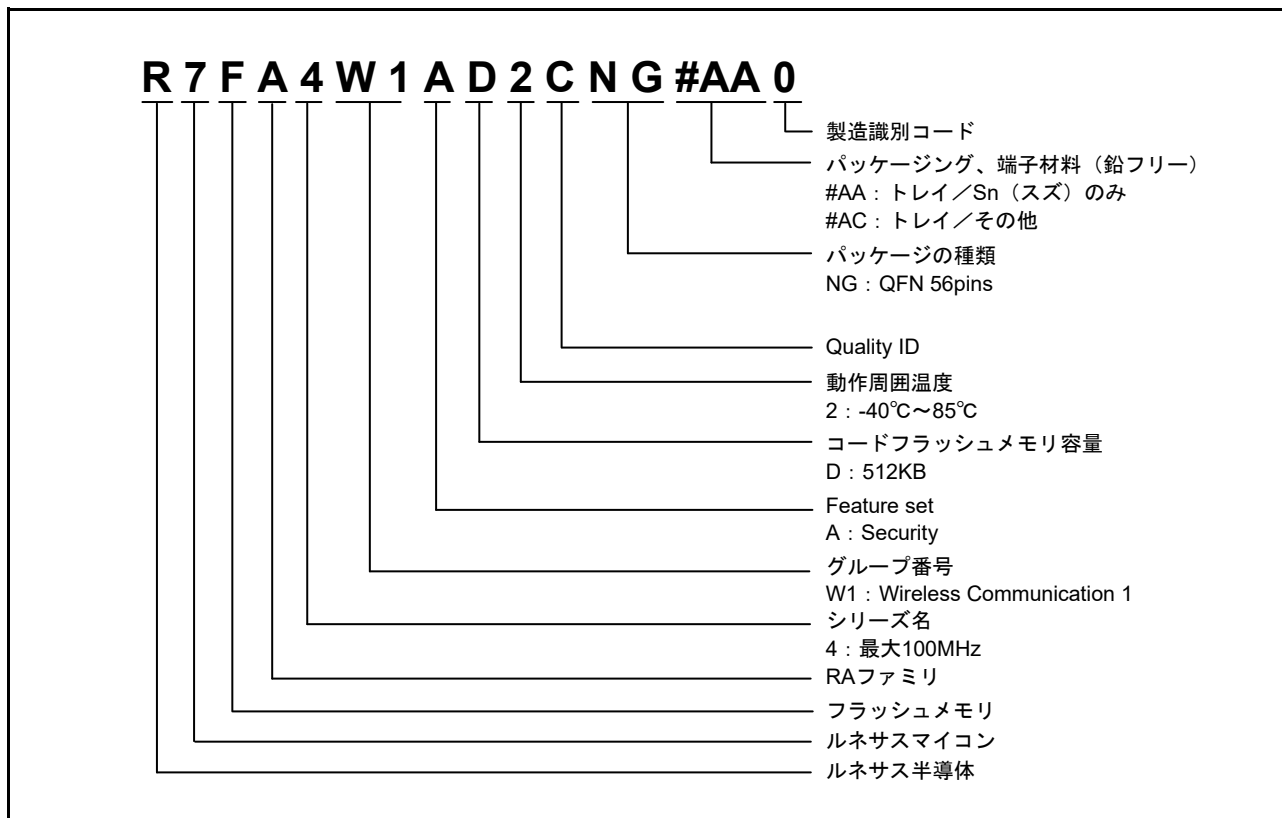 R 7 F A 4 W 1 A D 2 C N G #AA 0
製造識別コード
パッケージング、端子材料（鉛フリー）
#AA：トレイ／Sn（スズ）のみ
#AC：トレイ／その他
パッケージの種類
NG：QFN 56pins
Quality ID
動作周囲温度
2：-40℃～85℃
コードフラッシュメモリ容量
D：512KB
Feature set
A：Security
グループ番号
W1：Wireless Communication 1
シリーズ名
4：最大100MHz
RAファミリ
フラッシュメモリ
ルネサスマイコン
ルネサス半導体